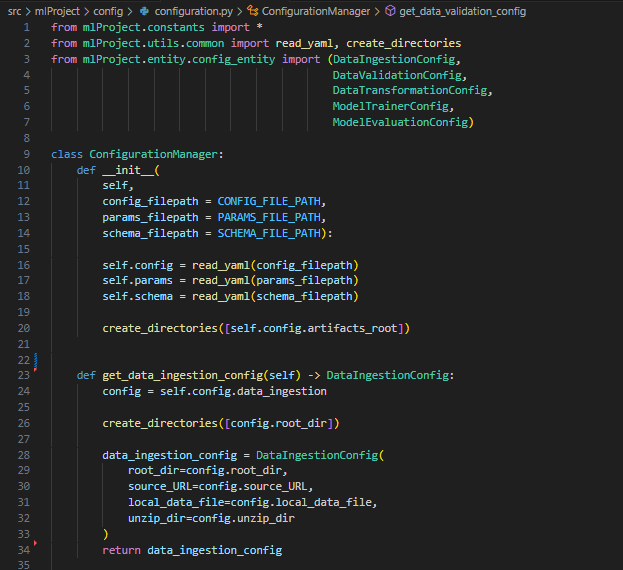 src > mlProject > config > configuration.py > ConfigurationManager > get_data_validation_config
1 from mlProject.constants import *
2 from mlProject.utils.common import read_yaml, create_directories
3 from mlProject.entity.config_entity import (DataIngestionConfig,
4 DataValidationConfig,
5 DataTransformationConfig,
6 ModelTrainerConfig,
7 ModelEvaluationConfig)
8
9 class ConfigurationManager:
10 def __init__(
11 self,
12 config_filepath = CONFIG_FILE_PATH,
13 params_filepath = PARAMS_FILE_PATH,
14 schema_filepath = SCHEMA_FILE_PATH):
15
16 self.config = read_yaml(config_filepath)
17 self.params = read_yaml(params_filepath)
18 self.schema = read_yaml(schema_filepath)
19
20 create_directories([self.config.artifacts_root])
21
22
23 def get_data_ingestion_config(self) -> DataIngestionConfig:
24 config = self.config.data_ingestion
25
26 create_directories([config.root_dir])
27
28 data_ingestion_config = DataIngestionConfig(
29 root_dir=config.root_dir,
30 source_URL=config.source_URL,
31 local_data_file=config.local_data_file,
32 unzip_dir=config.unzip_dir
33 )
34 return data_ingestion_config
35